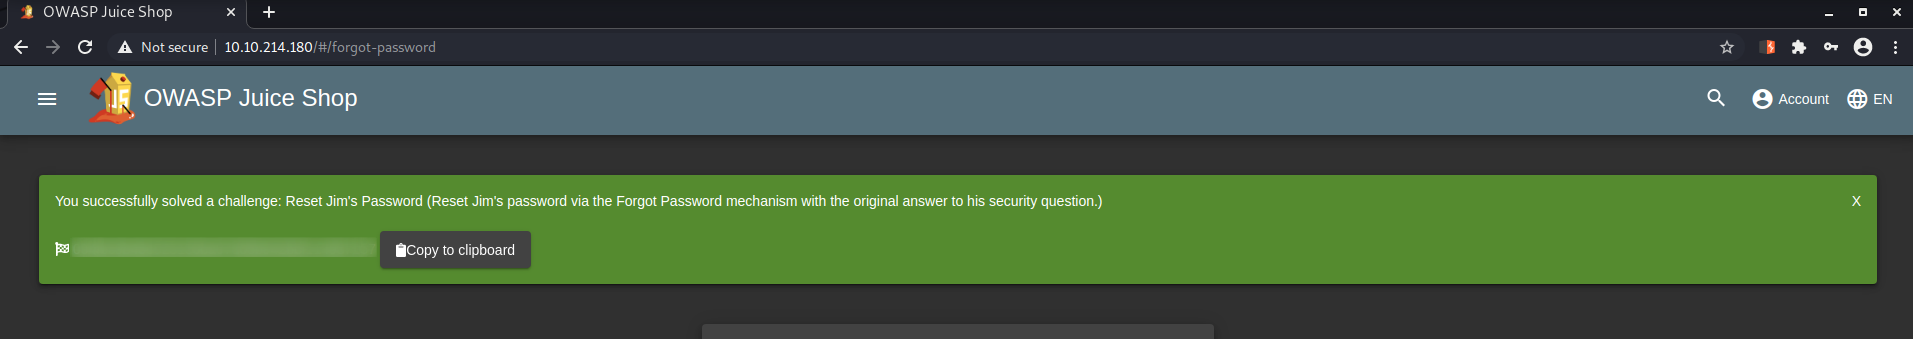 OWASP Juice Shop
Not secure 10.10.214.180/#/forgot-password
OWASP Juice Shop
Account
EN
You successfully solved a challenge: Reset Jim's Password (Reset Jim's password via the Forgot Password mechanism with the original answer to his security question.)
X
Copy to clipboard